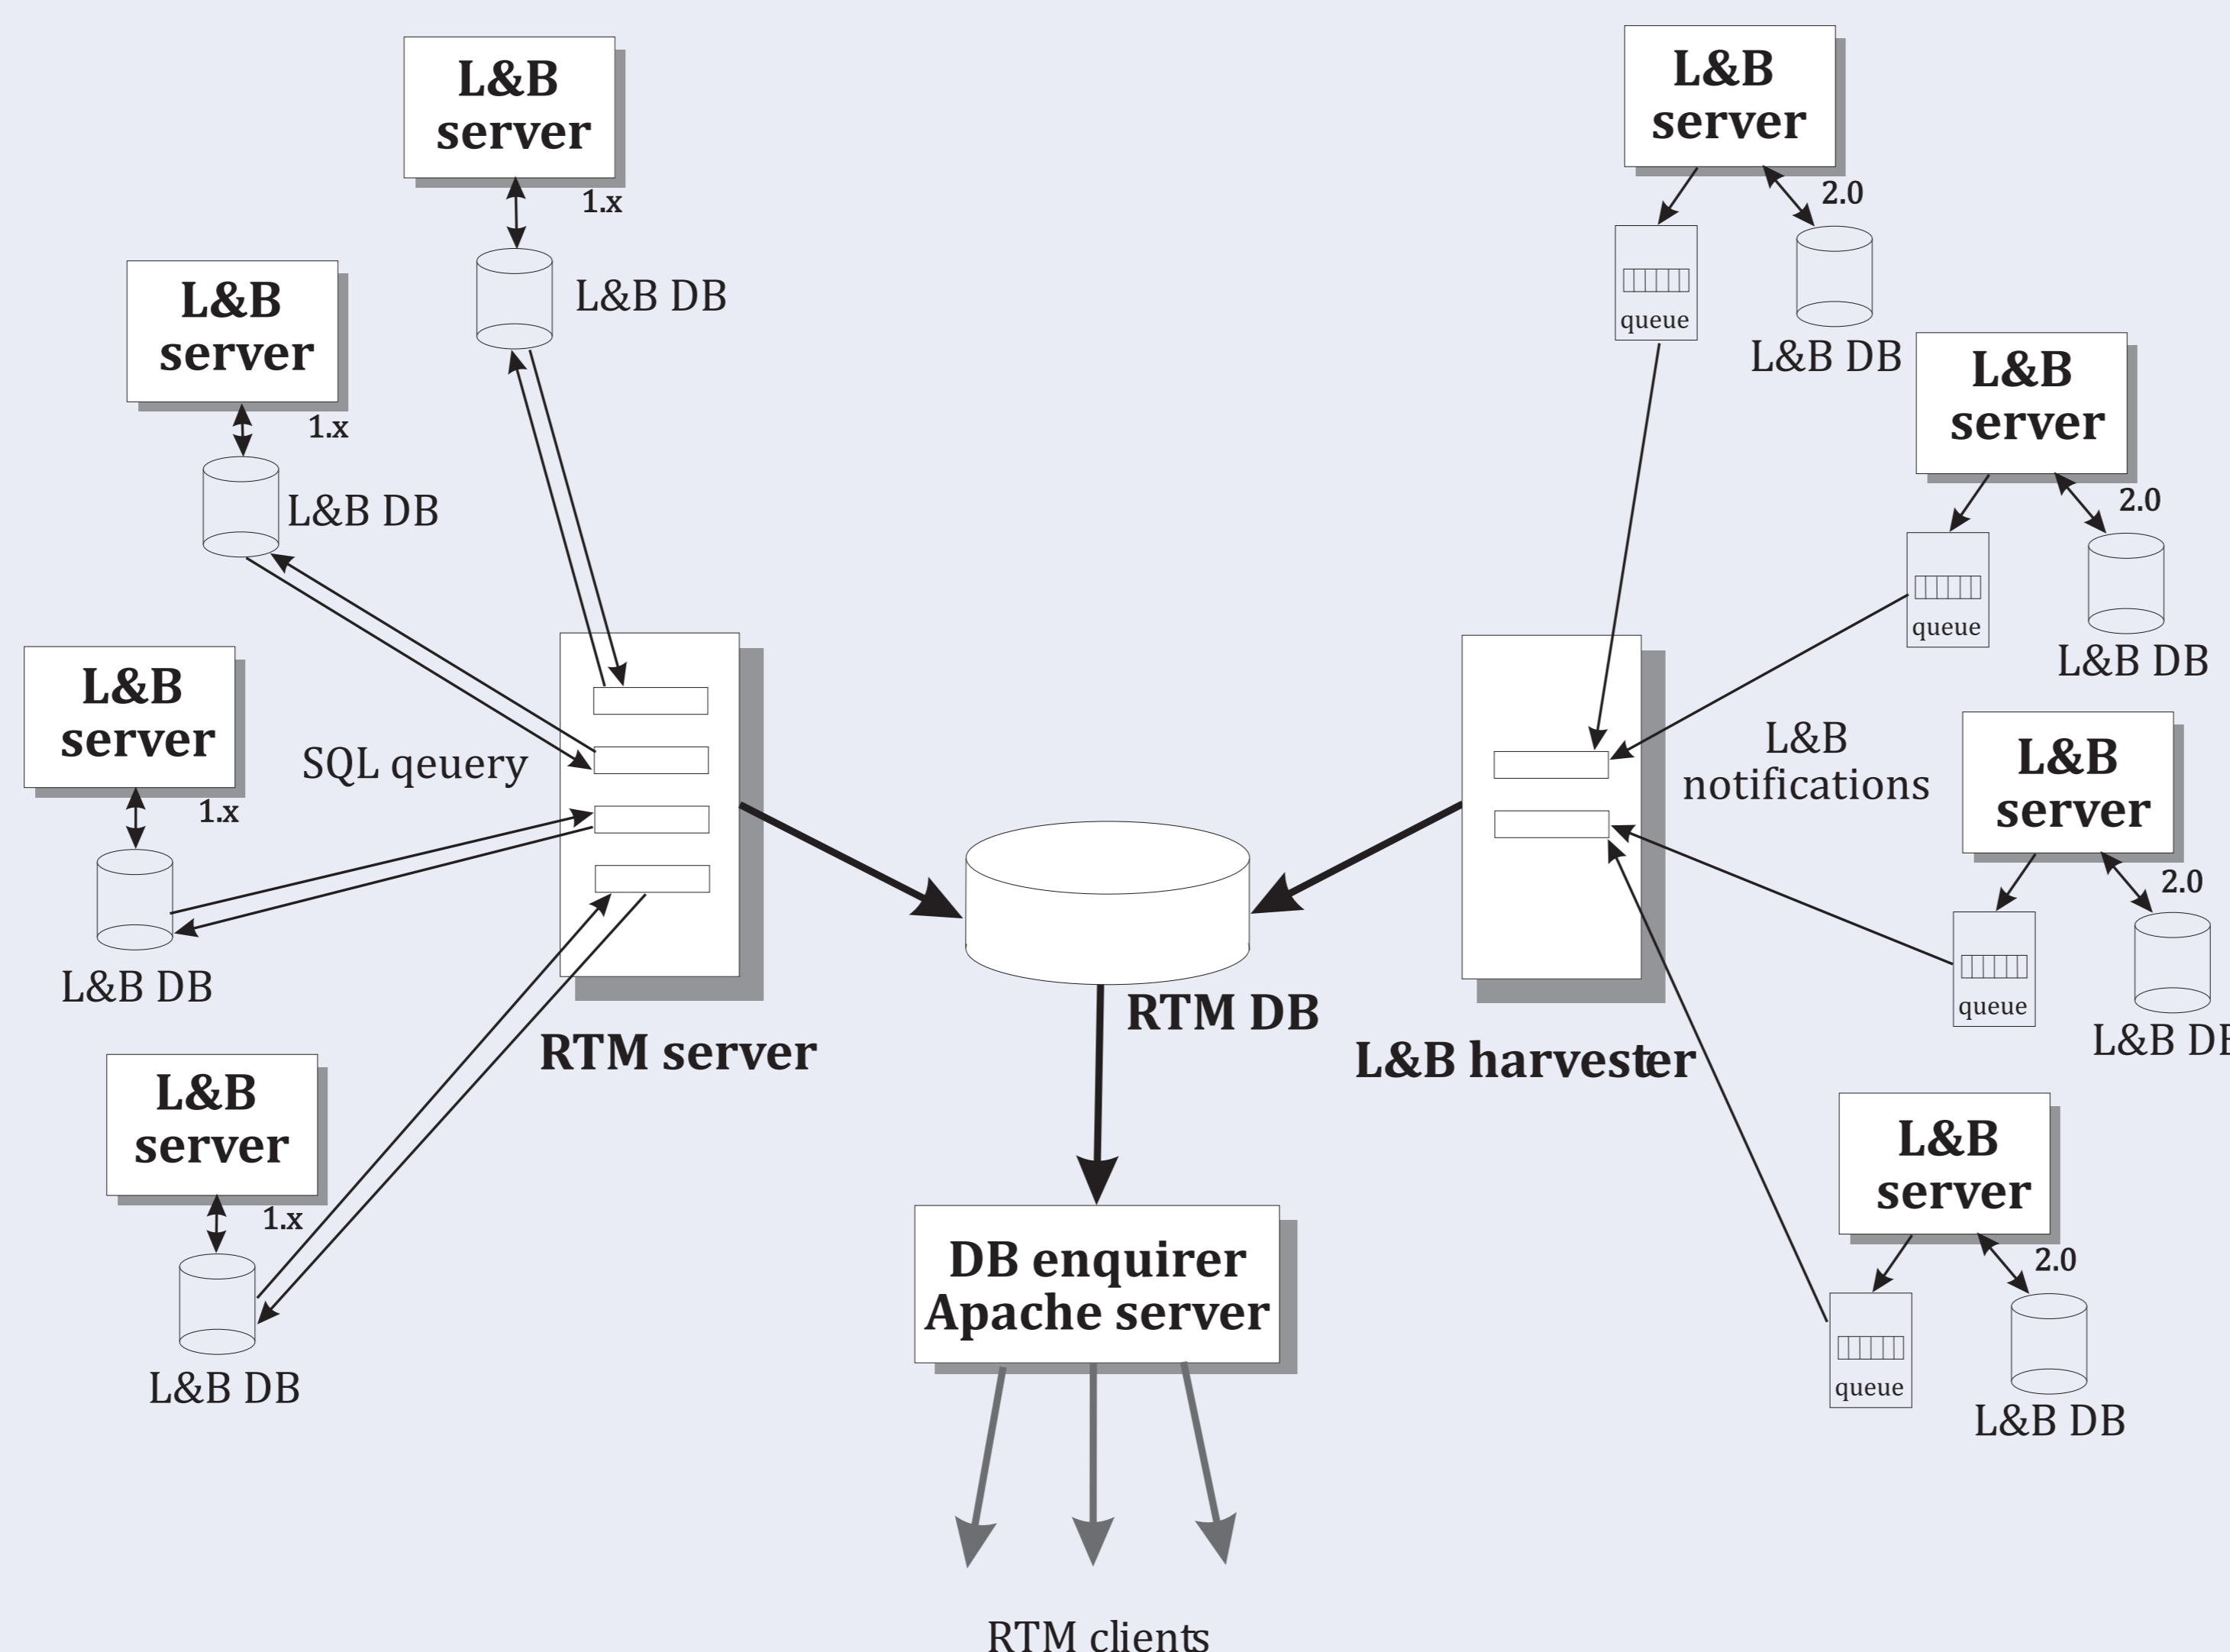 L&B
server
1.x
L&B DB
L&B
server
1.x
L&B DB
L&B
server
1.x
L&B DB
L&B
server
1.x
L&B DB
SQL qeuery
RTM server
RTM DB
L&B harvester
L&B
notifications
L&B
server
2.0
queue
L&B DB
L&B
server
2.0
queue
L&B DB
L&B
server
2.0
queue
L&B DB
L&B
server
2.0
queue
L&B DB
DB enquirer
Apache server
RTM clients